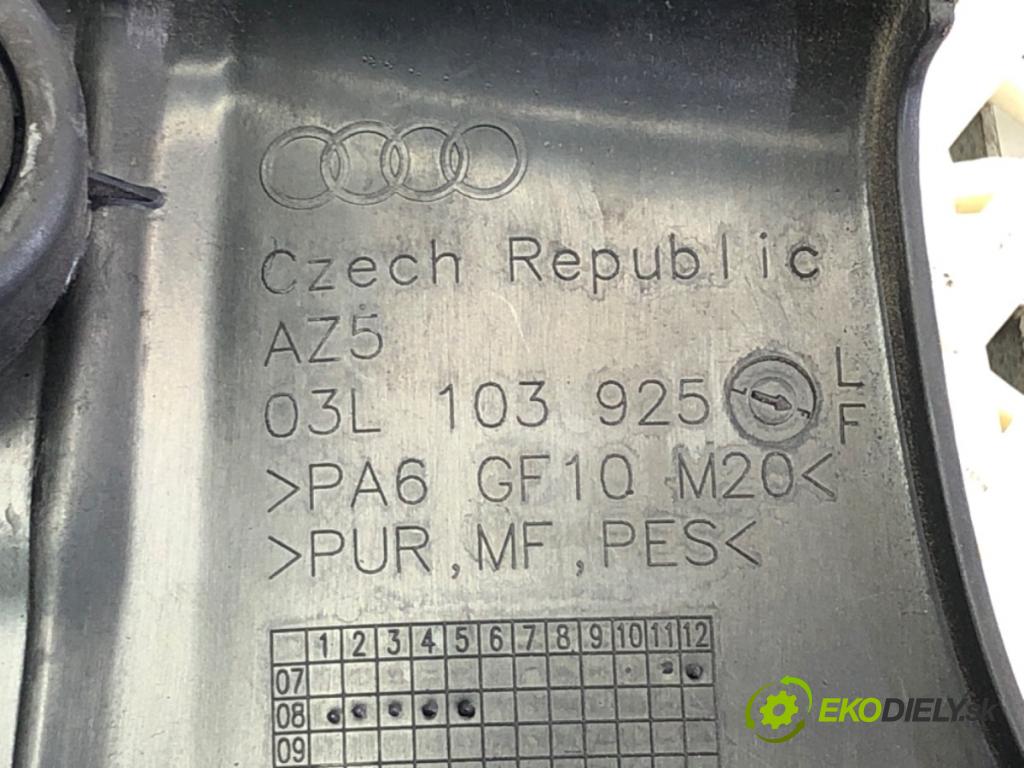 Czech Republic
AZ5
03L 103 925 L
F
>PA6 GF10 M20<
>PUR,MF,PES<
1 2 3 4 5 6 7 8 9 10 11 12
07
08
09
EKODIELY.SK